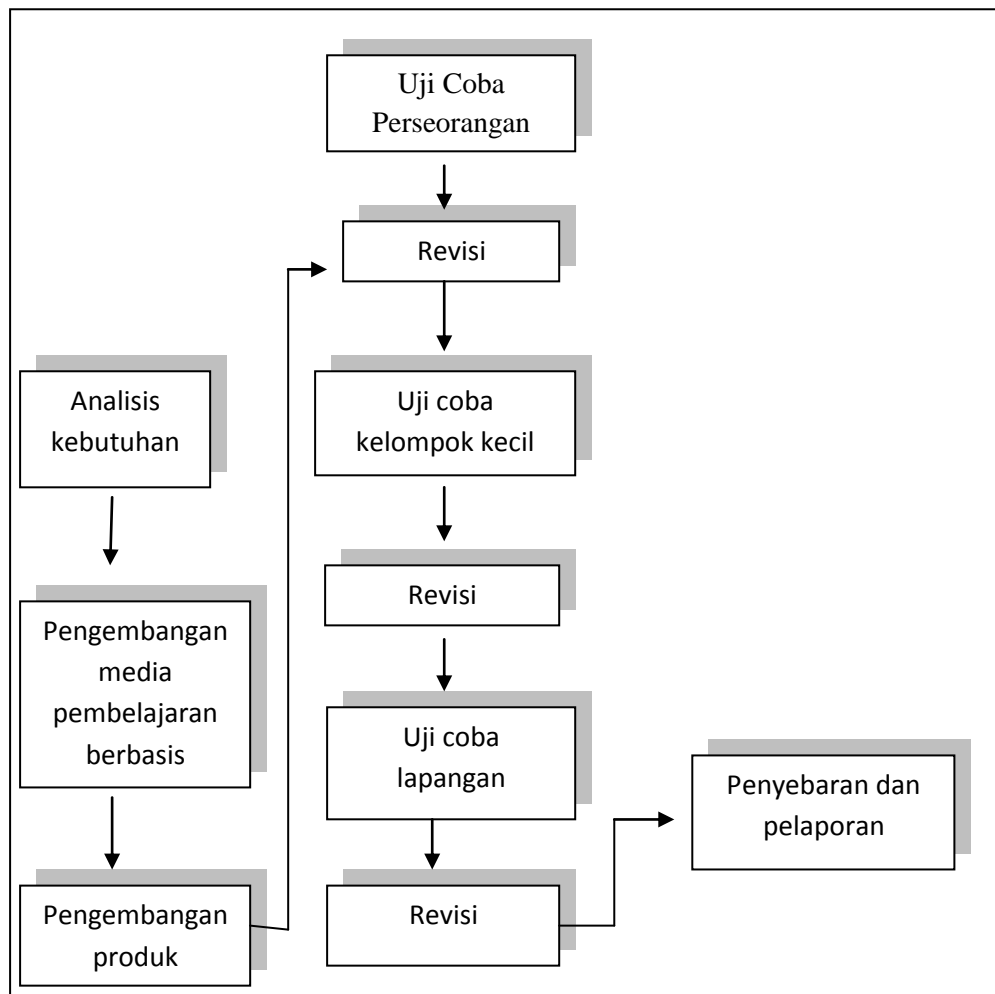 Uji Coba
Perseorangan
Revisi
Analisis
kebutuhan
Uji coba
kelompok kecil
Revisi
Pengembangan
media
pembelajaran
berbasis
Uji coba
lapangan
Penyebaran dan
pelaporan
Pengembangan
produk
Revisi